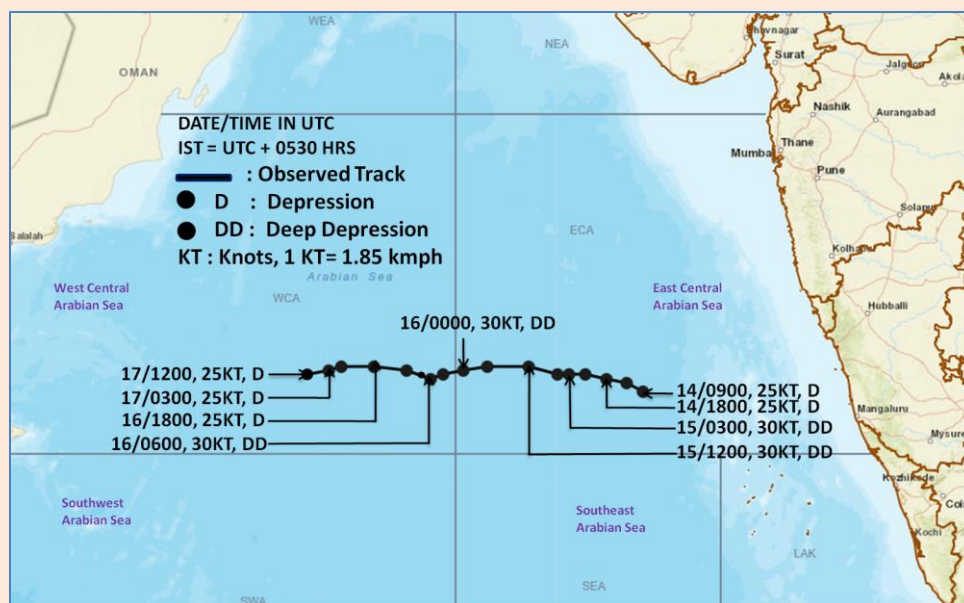 WEA
NEA
Surat
Jalgaon
OMAN
Nashik
Aurangabad
DATE/TIME IN UTC
IST = UTC + 0530 HRS
Thane
Mumbai
: Observed Track
Pune
D : Depression
Solapur
DD : Deep Depression
ECA
KT : Knots, 1 KT= 1.85 kmph
Arabian Sea
West Central
Arabian Sea
WCA
East Central
Arabian Sea
Hubballi
16/0000, 30KT, DD
17/1200, 25KT, D
17/0300, 25KT, D
16/1800, 25KT, D
16/0600, 30KT, DD
14/0900, 25KT, D
14/1800, 25KT, D
15/0300, 30KT, DD
15/1200, 30KT, DD
Mangaluru
Mysuru
Kozhikode
Southwest
Arabian Sea
Southeast
Arabian Sea
Kochi
LAK
SEA
SWA